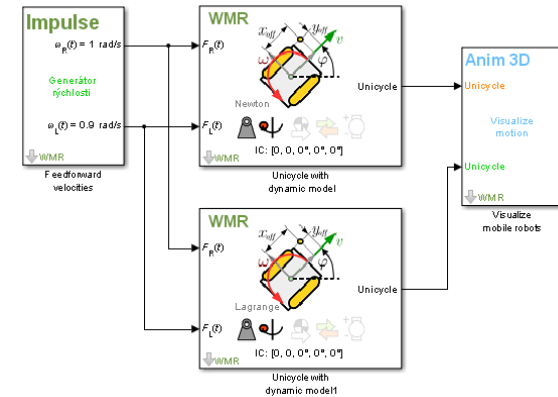 Impulse
ω_R(t) = 1 rad/s
Generátor
rýchlosti
ω_L(t) = 0.9 rad/s
WMR
Feedforward
velocities
WMR
x_off
y_off
v
ω
φ
F_R(t)
Newton
F_L(t)
Unicycle
IC: [0, 0, 0°, 0°, 0°]
WMR
Unicycle with
dynamic model
WMR
x_off
y_off
v
ω
φ
F_R(t)
Lagrange
F_L(t)
Unicycle
IC: [0, 0, 0°, 0°, 0°]
WMR
Unicycle with
dynamic model1
Anim 3D
Unicycle
Visualize
motion
Unicycle
WMR
Visualize
mobile robots